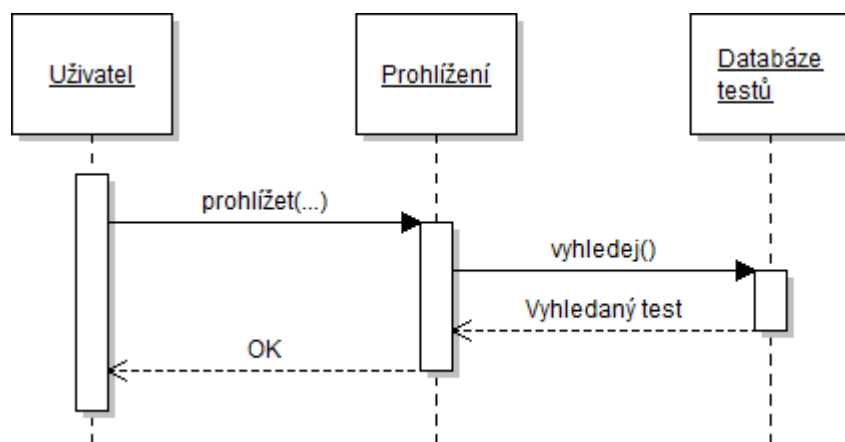 Uživatel
Prohlížení
Databáze
testů
prohlížet(...)
vyhledej()
Vyhledaný test
OK